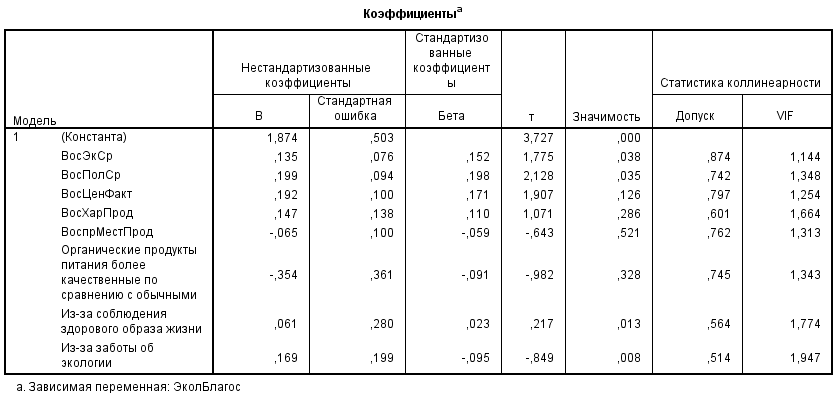 Коэффициентыa
Модель Нестандартизованные коэффициенты Стандартизованные коэффициенты т Значимость Статистика коллинеарности
B Стандартная ошибка Бета Допуск VIF
1 (Константа) 1,874 ,503 3,727 ,000
ВосЭкСр ,135 ,076 ,152 1,775 ,038 ,874 1,144
ВосПолСр ,199 ,094 ,198 2,128 ,035 ,742 1,348
ВосЦенФакт ,192 ,100 ,171 1,907 ,126 ,797 1,254
ВосХарПрод ,147 ,138 ,110 1,071 ,286 ,601 1,664
ВоспрМестПрод -,065 ,100 -,059 -,643 ,521 ,762 1,313
Органические продукты
питания более
качественные по
сравнению с обычными -,354 ,361 -,091 -,982 ,328 ,745 1,343
Из-за соблюдения
здорового образа жизни ,061 ,280 ,023 ,217 ,013 ,564 1,774
Из-за заботы об
экологии ,169 ,199 -,095 -,849 ,008 ,514 1,947
a. Зависимая переменная: ЭколБлагос